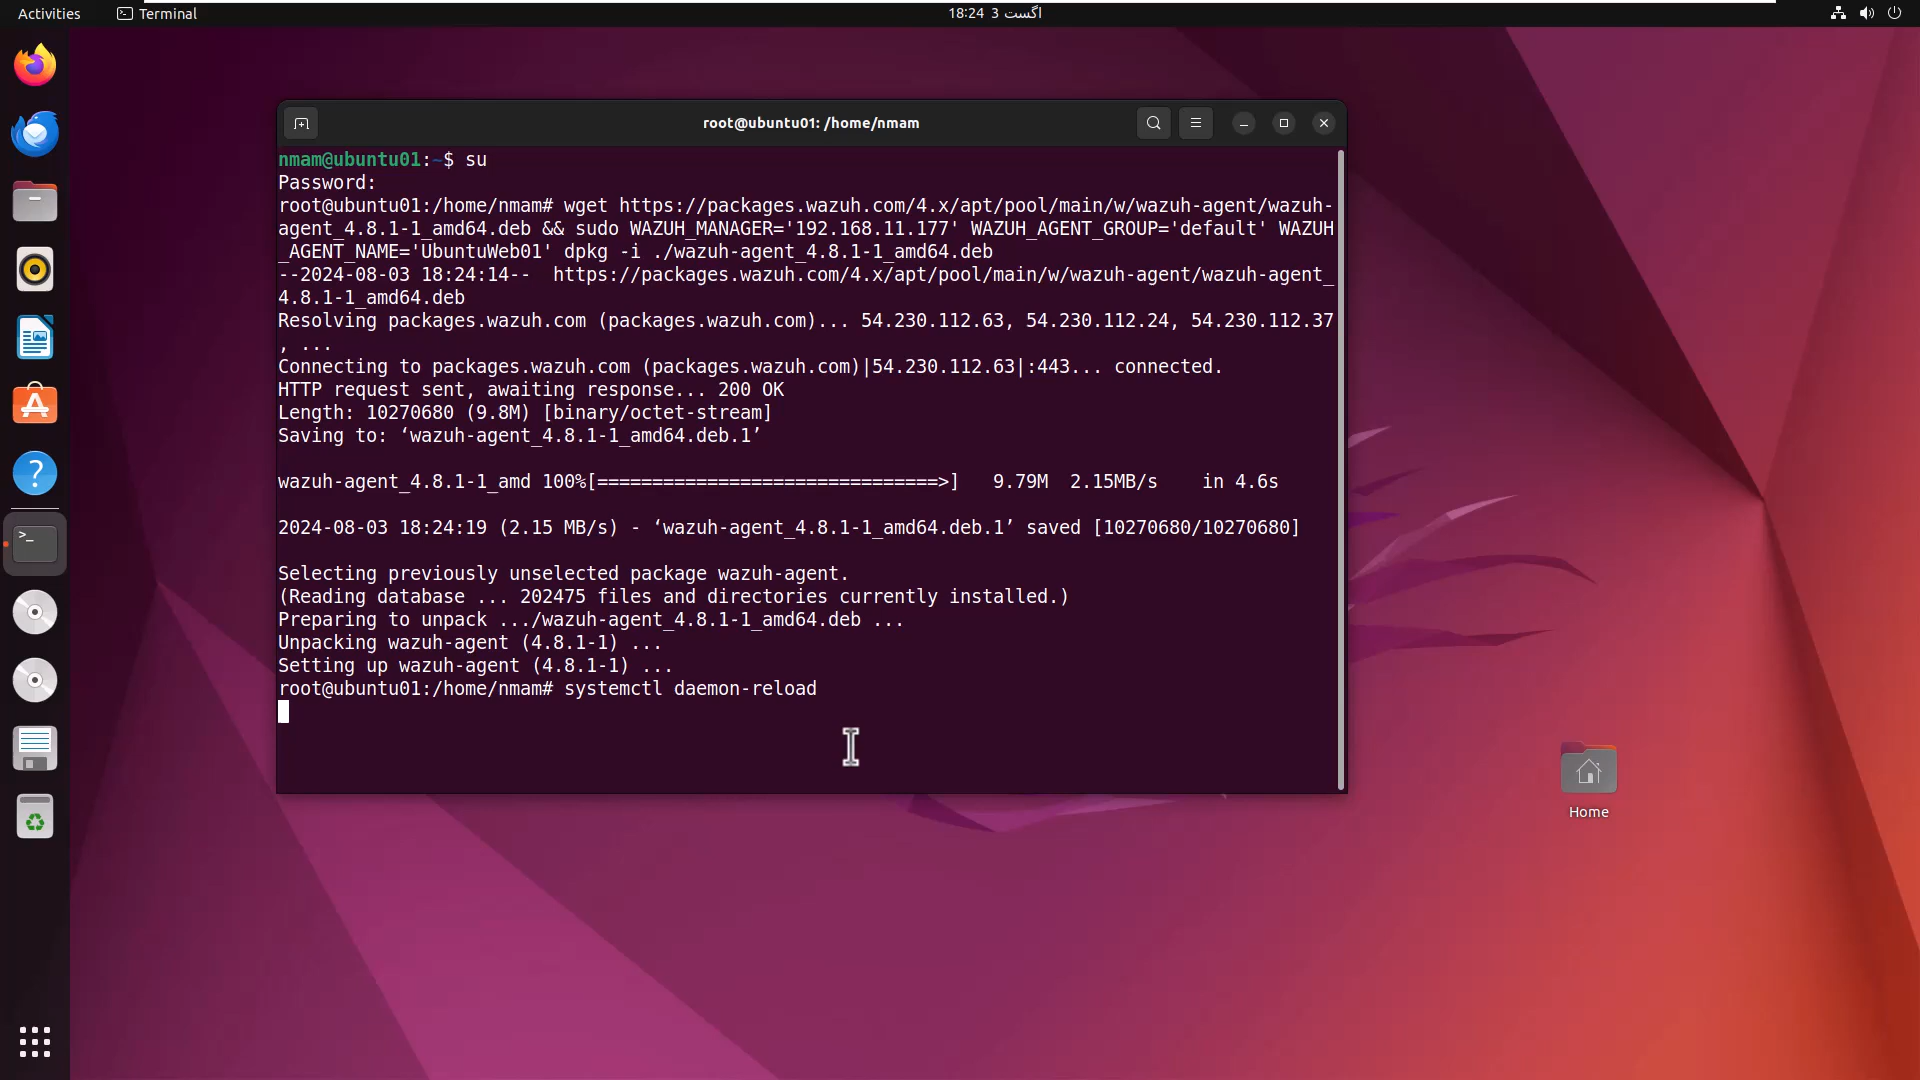 Activities
Terminal
18:24 3 اگست
root@ubuntu01: /home/nmam
nmam@ubuntu01:~$ su
Password:
root@ubuntu01:/home/nmam# wget https://packages.wazuh.com/4.x/apt/pool/main/w/wazuh-agent/wazuh-
agent_4.8.1-1_amd64.deb && sudo WAZUH_MANAGER='192.168.11.177' WAZUH_AGENT_GROUP='default' WAZUH
_AGENT_NAME='UbuntuWeb01' dpkg -i ./wazuh-agent_4.8.1-1_amd64.deb
--2024-08-03 18:24:14--  https://packages.wazuh.com/4.x/apt/pool/main/w/wazuh-agent/wazuh-agent_
4.8.1-1_amd64.deb
Resolving packages.wazuh.com (packages.wazuh.com)... 54.230.112.63, 54.230.112.24, 54.230.112.37
, ...
Connecting to packages.wazuh.com (packages.wazuh.com)|54.230.112.63|:443... connected.
HTTP request sent, awaiting response... 200 OK
Length: 10270680 (9.8M) [binary/octet-stream]
Saving to: ‘wazuh-agent_4.8.1-1_amd64.deb.1’
wazuh-agent_4.8.1-1_amd 100%[===============================>]   9.79M  2.15MB/s    in 4.6s
2024-08-03 18:24:19 (2.15 MB/s) - ‘wazuh-agent_4.8.1-1_amd64.deb.1’ saved [10270680/10270680]
Selecting previously unselected package wazuh-agent.
(Reading database ... 202475 files and directories currently installed.)
Preparing to unpack .../wazuh-agent_4.8.1-1_amd64.deb ...
Unpacking wazuh-agent (4.8.1-1) ...
Setting up wazuh-agent (4.8.1-1) ...
root@ubuntu01:/home/nmam# systemctl daemon-reload
Home